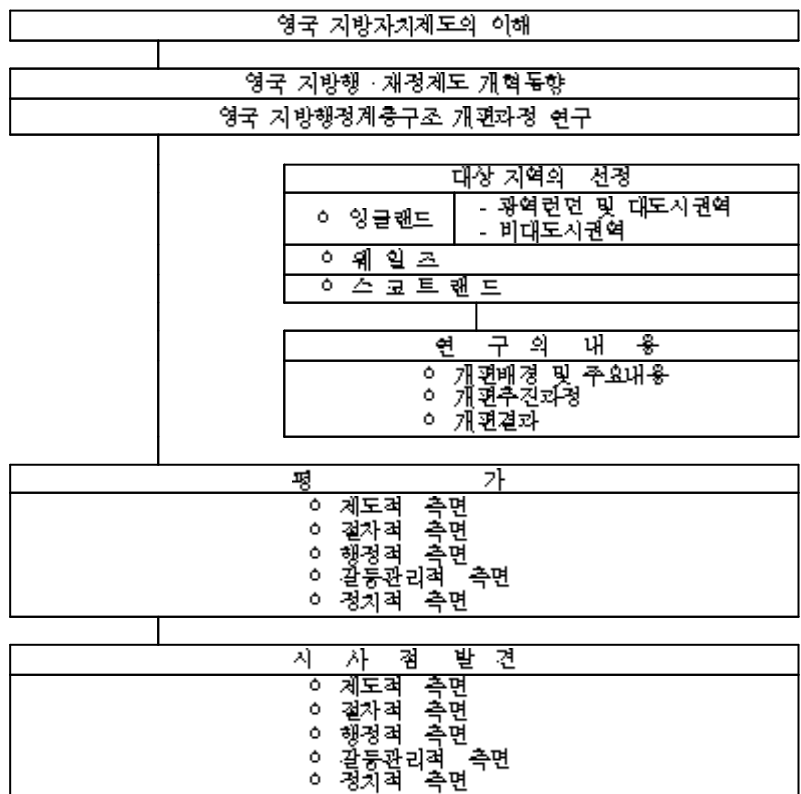 영국 지방자치제도의 이해
영국 지방행·재정제도 개혁동향
영국 지방행정계층구조 개편과정 연구
대상 지역의 선정
ㅇ 잉글랜드
- 광역런던 및 대도시권역
- 비대도시권역
ㅇ 웨 일 즈
ㅇ 스 코 트 랜 드
연 구 의 내 용
ㅇ 개편배경 및 주요내용
ㅇ 개편추진과정
ㅇ 개편결과
평 가
ㅇ 제도적 측면
ㅇ 절차적 측면
ㅇ 행정적 측면
ㅇ 갈등관리적 측면
ㅇ 정치적 측면
시 사 점 발 견
ㅇ 제도적 측면
ㅇ 절차적 측면
ㅇ 행정적 측면
ㅇ 갈등관리적 측면
ㅇ 정치적 측면